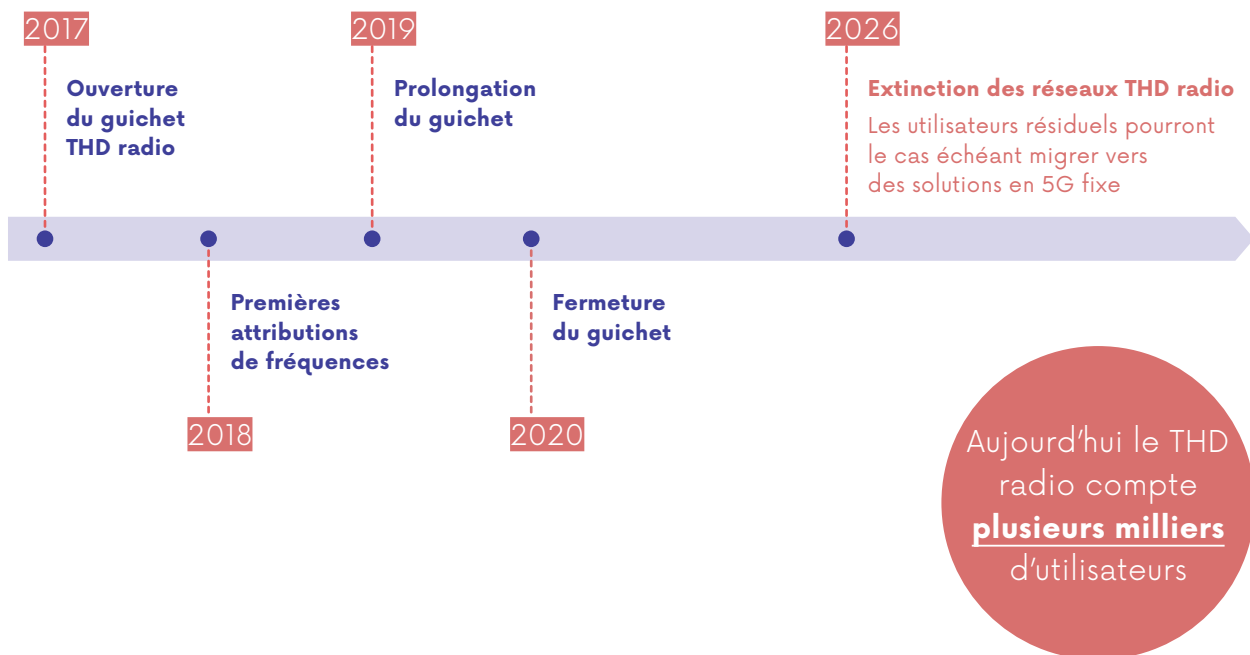 2017
Ouverture
du guichet
THD radio
2019
Prolongation
du guichet
2026
Extinction des réseaux THD radio
Les utilisateurs résiduels pourront
le cas échéant migrer vers
des solutions en 5G fixe
Premières
attributions
de fréquences
2018
Fermeture
du guichet
2020
Aujourd'hui le THD
radio compte
plusieurs milliers
d'utilisateurs